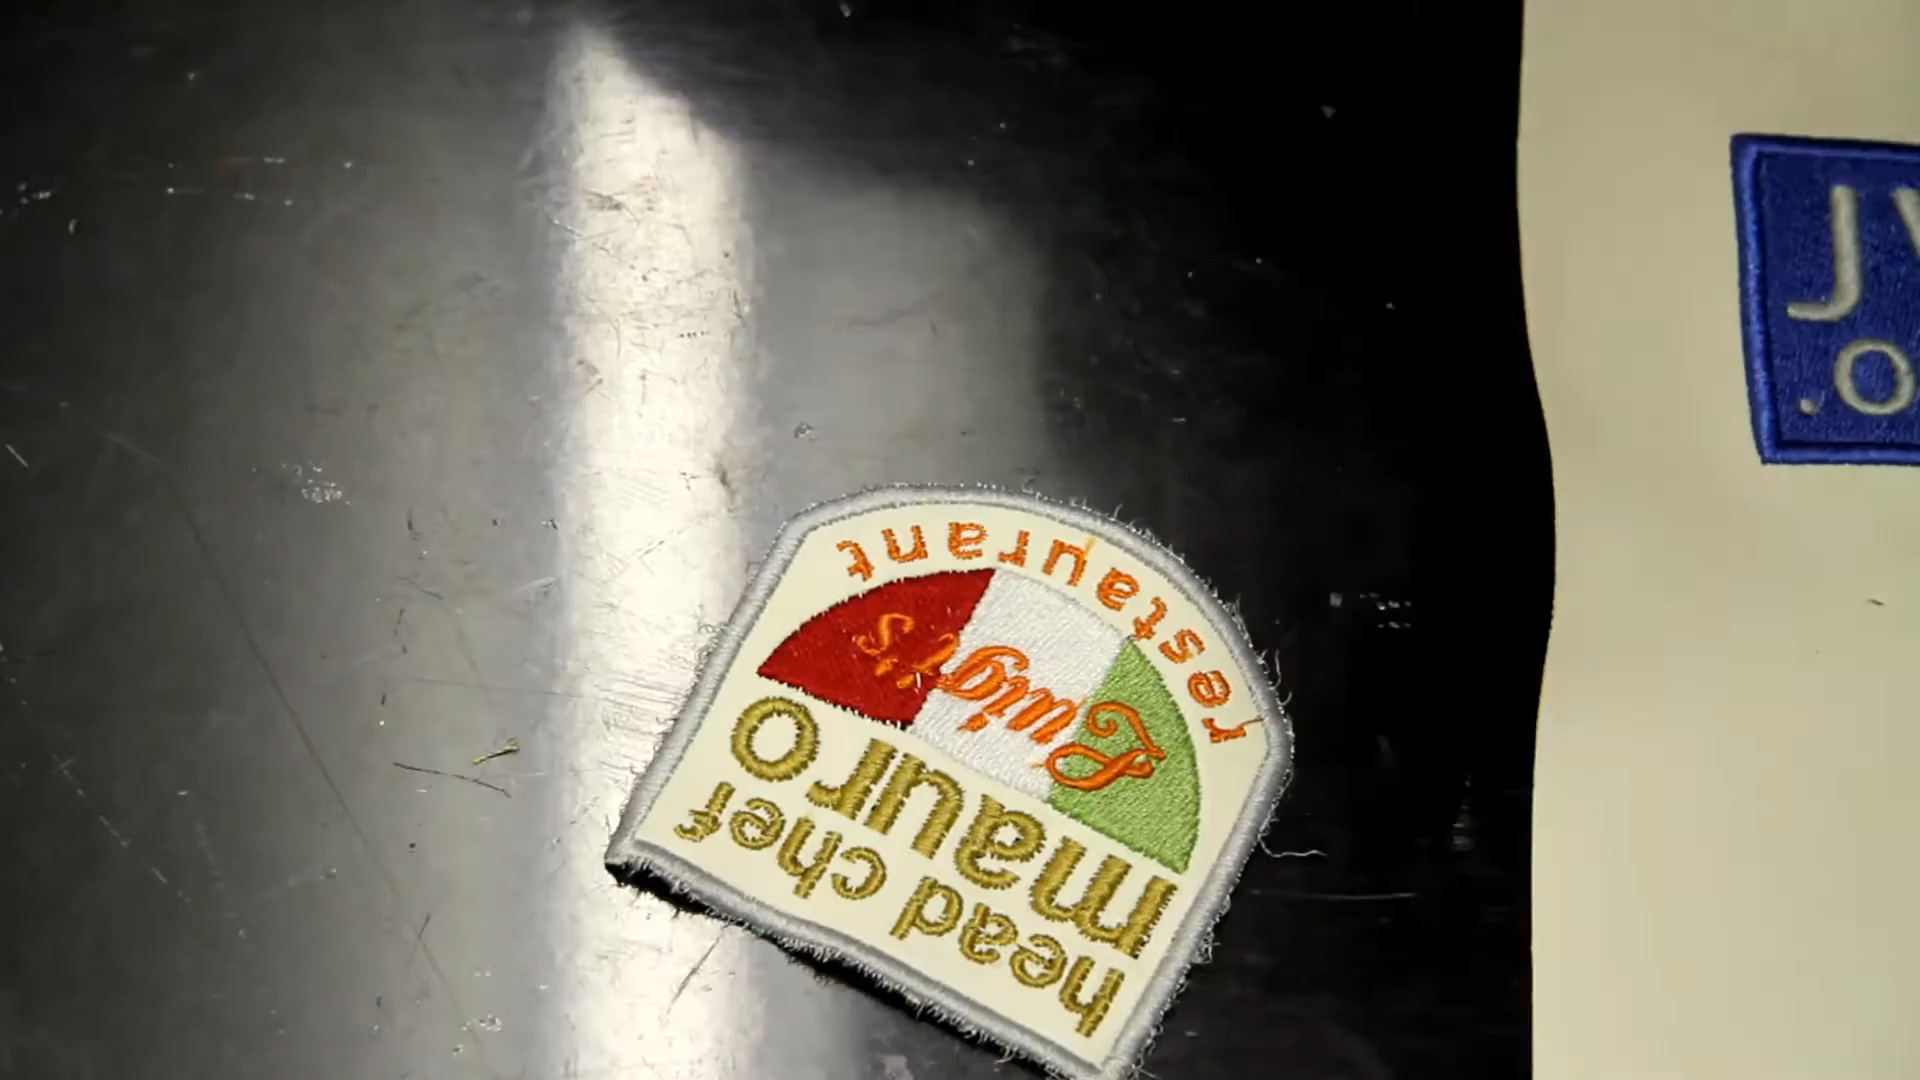 head chef
mauro
Luigi's
restaurant
J
.O